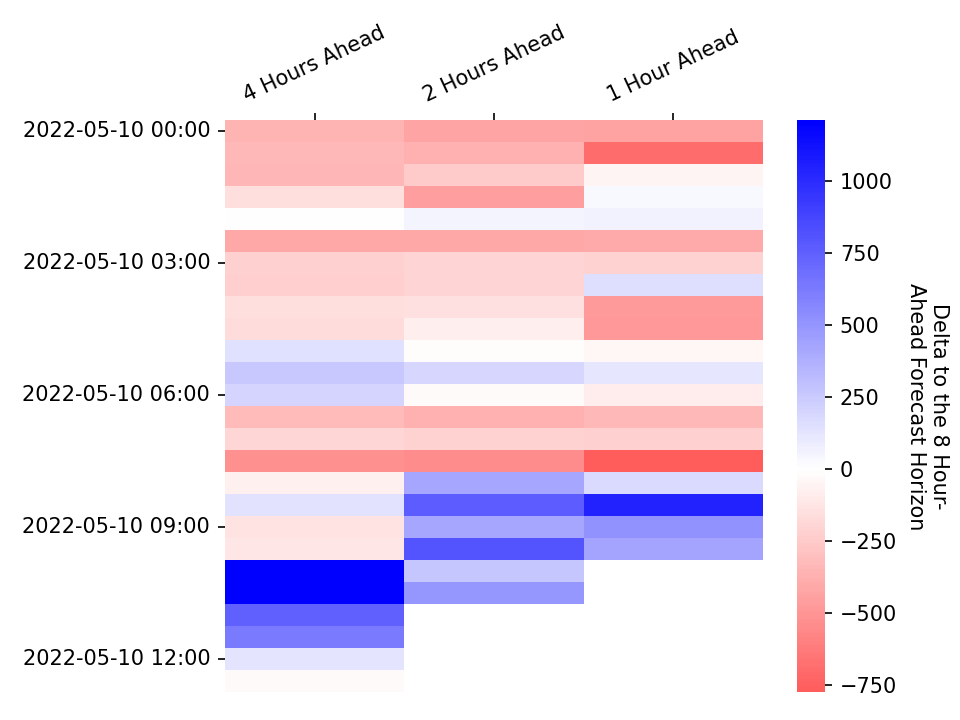 4 Hours Ahead
2 Hours Ahead
1 Hour Ahead
2022-05-10 00:00
2022-05-10 03:00
2022-05-10 06:00
2022-05-10 09:00
2022-05-10 12:00
1000
750
500
250
0
−250
−500
−750
Delta to the 8 Hour-
Ahead Forecast Horizon